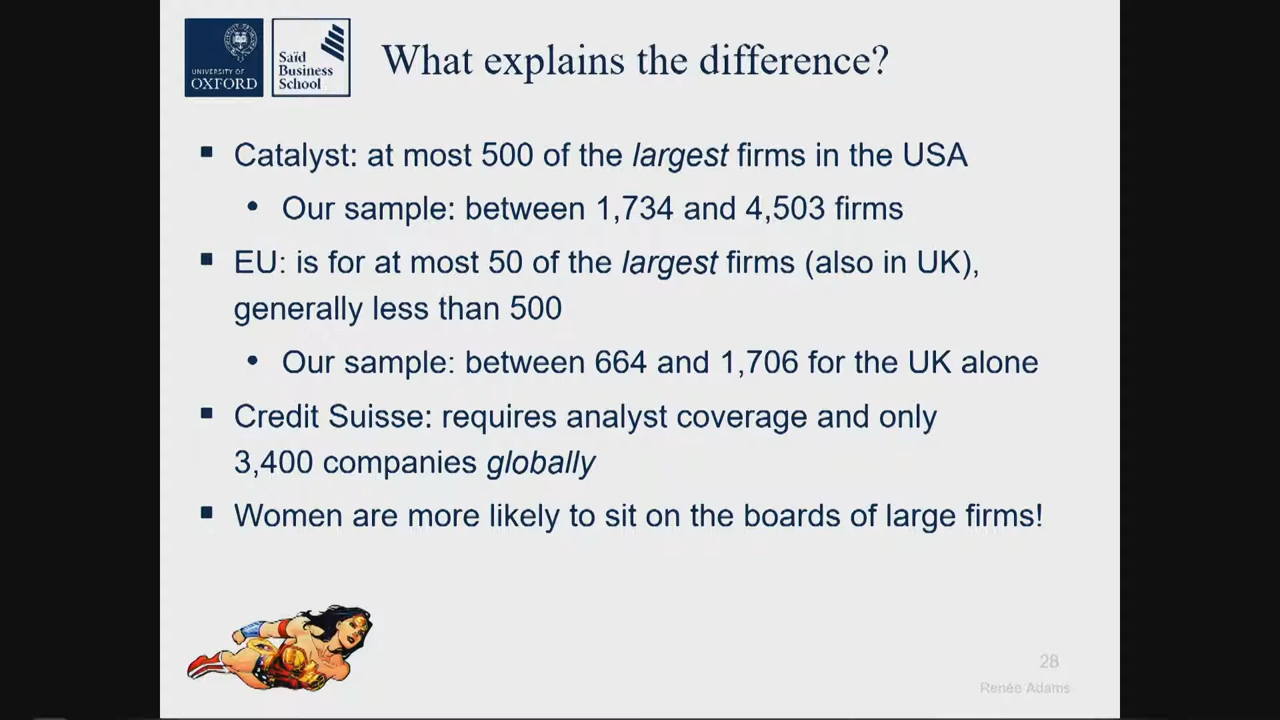 UNIVERSITY OF
OXFORD
Saïd
Business
School
What explains the difference?
▪ Catalyst: at most 500 of the largest firms in the USA
• Our sample: between 1,734 and 4,503 firms
▪ EU: is for at most 50 of the largest firms (also in UK),
generally less than 500
• Our sample: between 664 and 1,706 for the UK alone
▪ Credit Suisse: requires analyst coverage and only
3,400 companies globally
▪ Women are more likely to sit on the boards of large firms!
28
Renée Adams